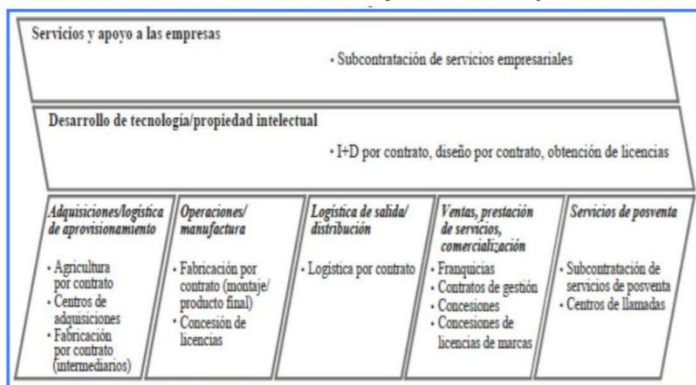 Servicios y apoyo a las empresas
• Subcontratación de servicios empresariales
Desarrollo de tecnología/propiedad intelectual
• I+D por contrato, diseño por contrato, obtención de licencias
Adquisiciones/logística
de aprovisionamiento
• Agricultura
por contrato
• Centros de
adquisiciones
• Fabricación
por contrato
(intermediarios)
Operaciones/
manufactura
• Fabricación por
contrato (montaje/
producto final)
• Concesión de
licencias
Logística de salida/
distribución
• Logística por contrato
Ventas, prestación
de servicios,
comercialización
• Franquicias
• Contratos de gestión
• Concesiones
• Concesiones de
licencias de marcas
Servicios de posventa
• Subcontratación de
servicios de posventa
• Centros de llamadas